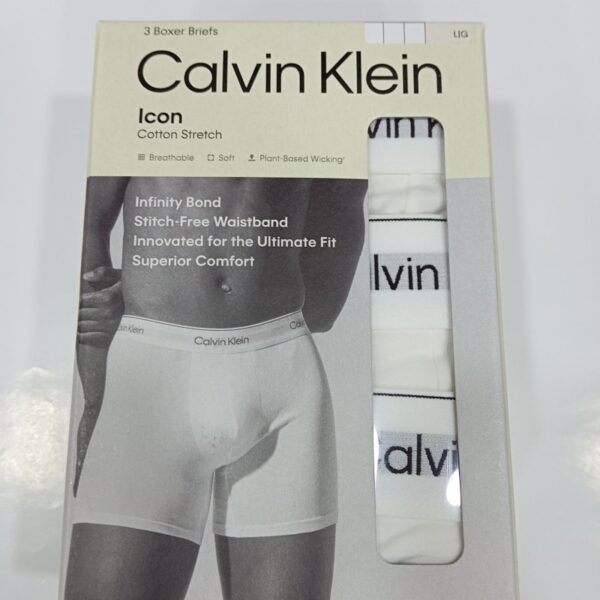 3 Boxer Briefs
L|G
Calvin Klein
Icon
Cotton Stretch
Breathable Soft Plant-Based Wicking†
Infinity Bond
Stitch-Free Waistband
Innovated for the Ultimate Fit
Superior Comfort
vin K
lvin
Calvi
Klein Calvin Klein Calvin